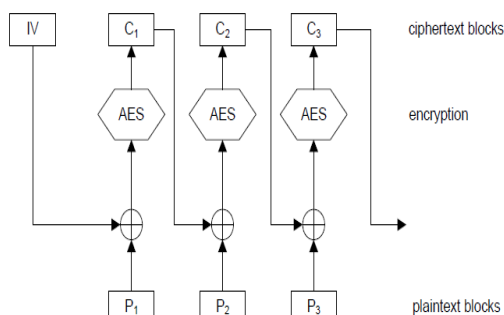 IV C₁ C₂ C₃ ciphertext blocks
AES AES AES encryption
P₁ P₂ P₃ plaintext blocks